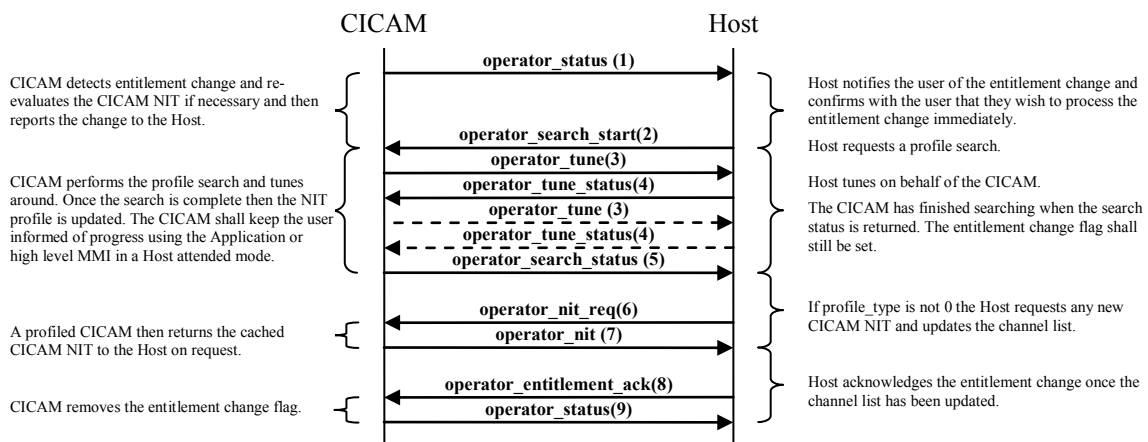 CICAM
Host
operator_status (1)
CICAM detects entitlement change and re-
evaluates the CICAM NIT if necessary and then
reports the change to the Host.
Host notifies the user of the entitlement change and
confirms with the user that they wish to process the
entitlement change immediately.
operator_search_start(2)
Host requests a profile search.
operator_tune(3)
CICAM performs the profile search and tunes
around. Once the search is complete then the NIT
profile is updated. The CICAM shall keep the user
informed of progress using the Application or
high level MMI in a Host attended mode.
Host tunes on behalf of the CICAM.
operator_tune_status(4)
The CICAM has finished searching when the search
status is returned. The entitlement change flag shall
still be set.
operator_tune (3)
operator_tune_status(4)
operator_search_status (5)
operator_nit_req(6)
If profile_type is not 0 the Host requests any new
CICAM NIT and updates the channel list.
A profiled CICAM then returns the cached
CICAM NIT to the Host on request.
operator_nit (7)
operator_entitlement_ack(8)
Host acknowledges the entitlement change once the
channel list has been updated.
CICAM removes the entitlement change flag.
operator_status(9)